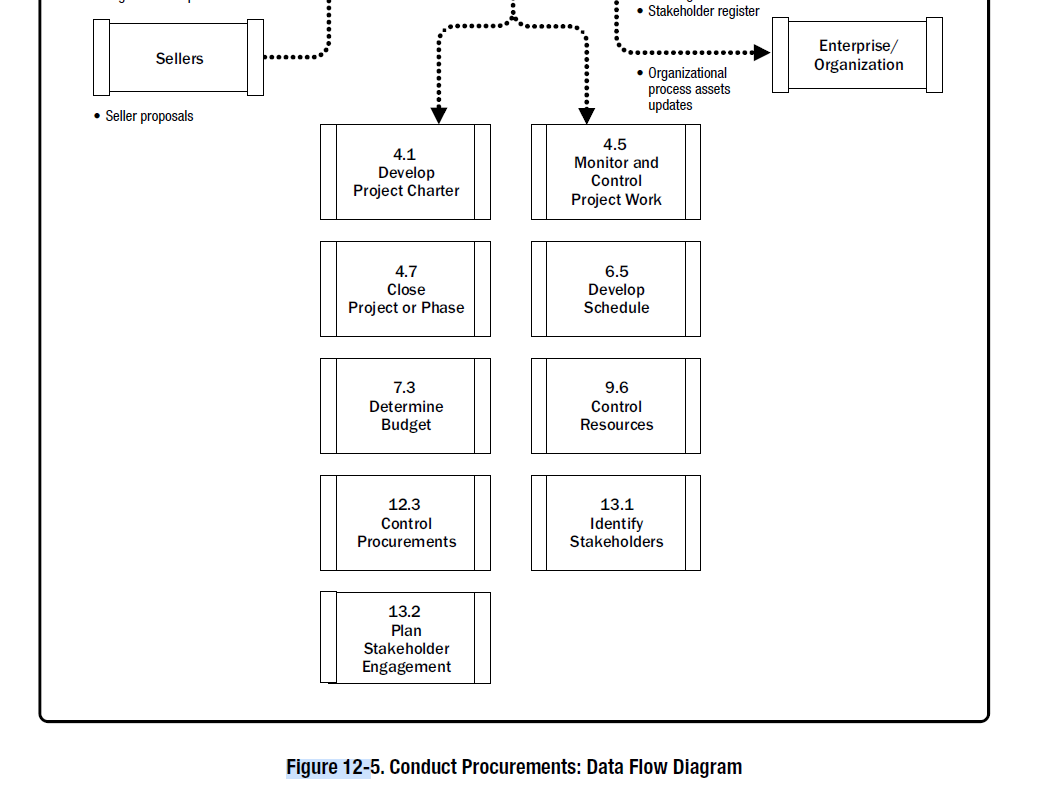 • Stakeholder register
Sellers
Enterprise/
Organization
• Organizational
process assets
updates
• Seller proposals
4.1
Develop
Project Charter
4.5
Monitor and
Control
Project Work
4.7
Close
Project or Phase
6.5
Develop
Schedule
7.3
Determine
Budget
9.6
Control
Resources
12.3
Control
Procurements
13.1
Identify
Stakeholders
13.2
Plan
Stakeholder
Engagement
Figure 12-5. Conduct Procurements: Data Flow Diagram